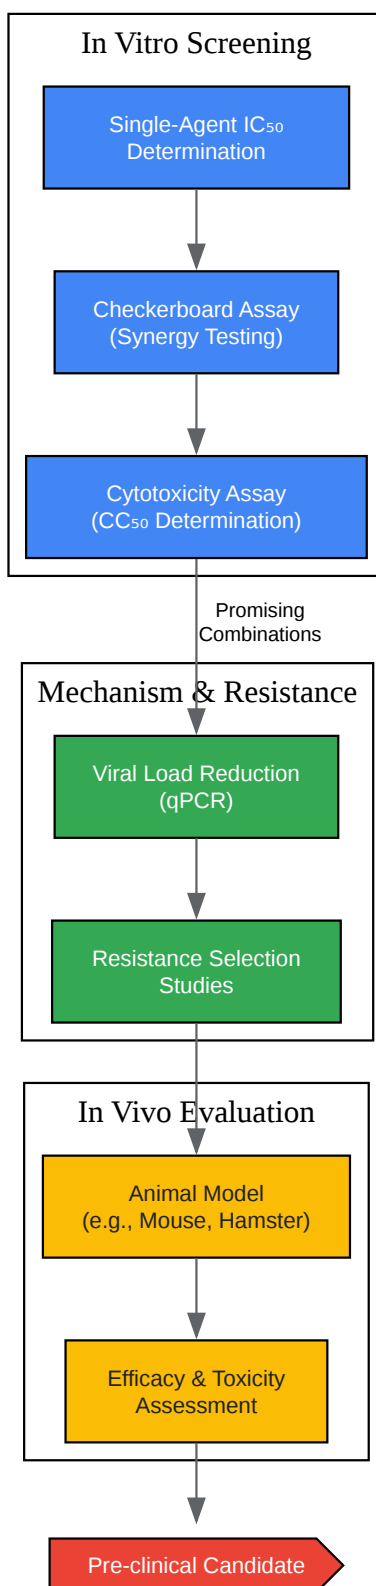 In Vitro Screening
Single-Agent IC₅₀
Determination
Checkerboard Assay
(Synergy Testing)
Cytotoxicity Assay
(CC₅₀ Determination)
Promising
Combinations
Mechanism & Resistance
Viral Load Reduction
(qPCR)
Resistance Selection
Studies
In Vivo Evaluation
Animal Model
(e.g., Mouse, Hamster)
Efficacy & Toxicity
Assessment
Pre-clinical Candidate